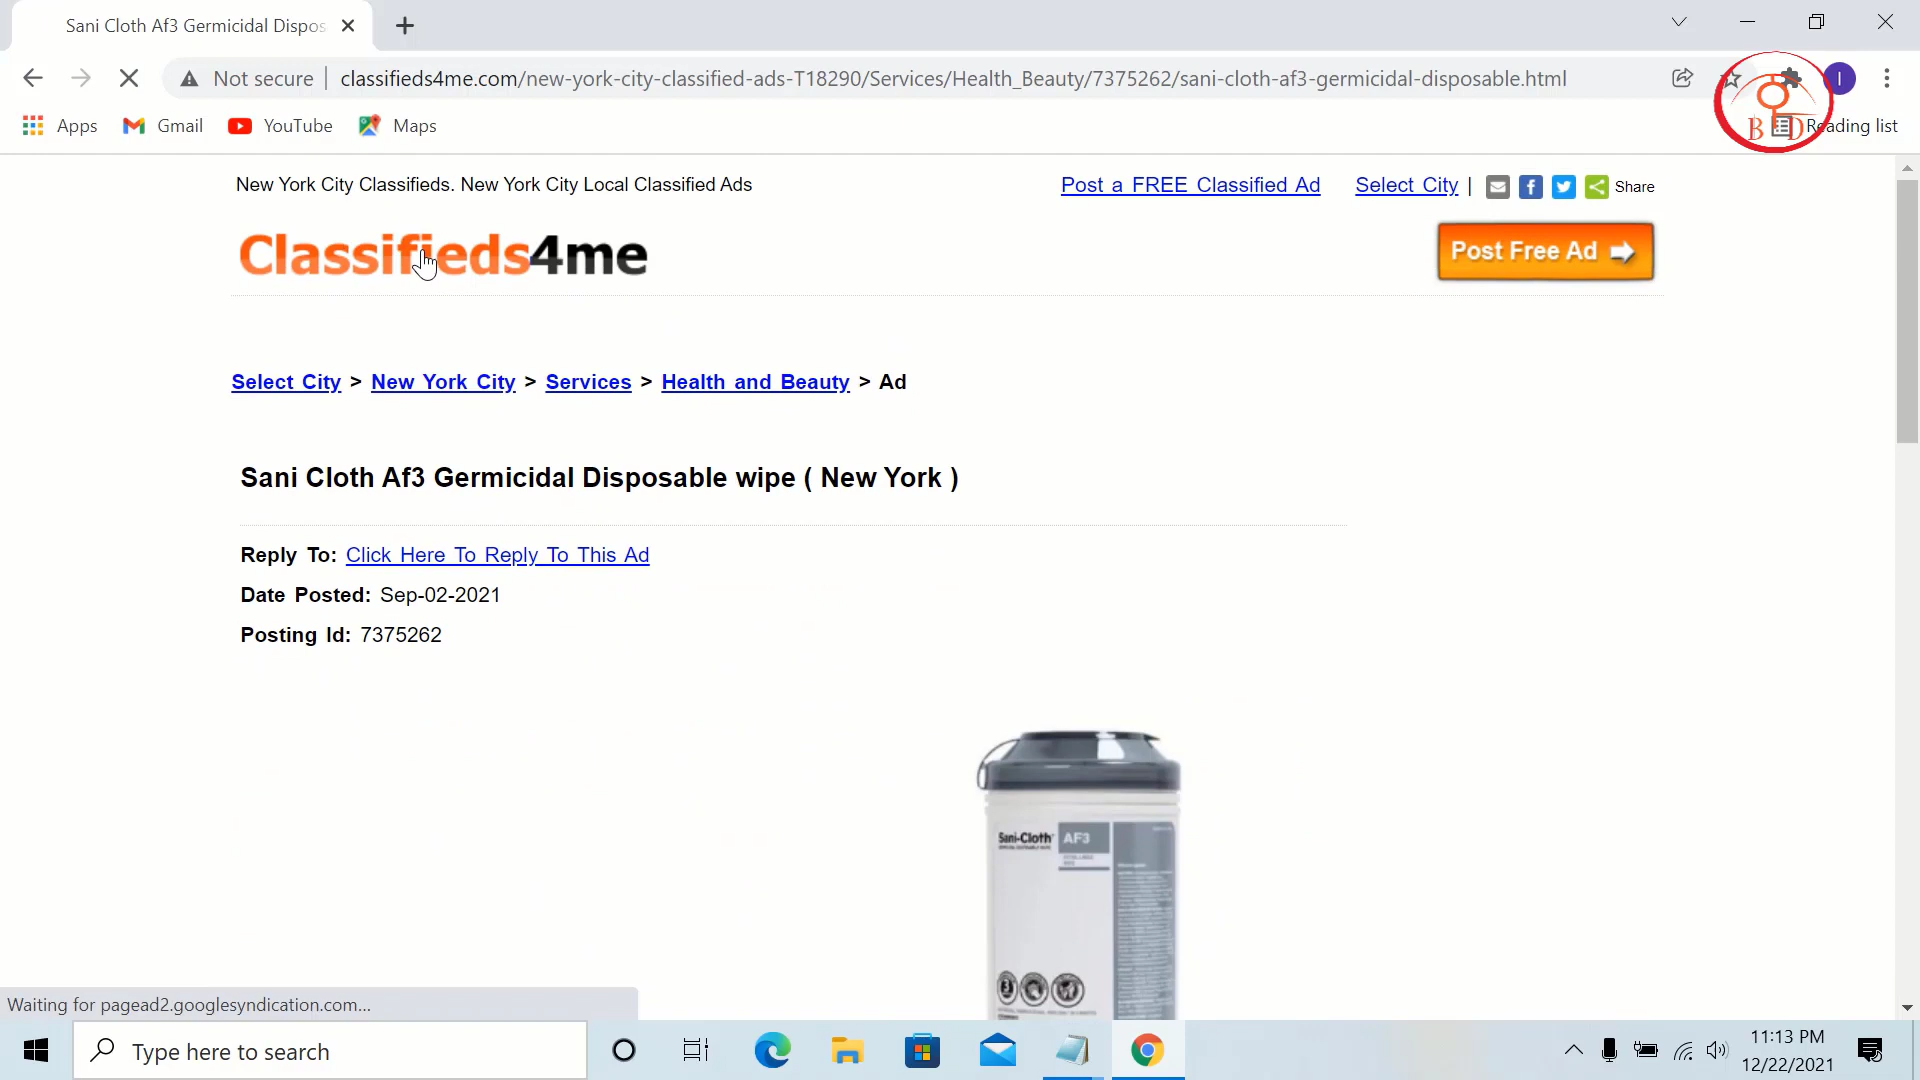 Sani Cloth Af3 Germicidal Dispos
Not secure
classifieds4me.com/new-york-city-classified-ads-T18290/Services/Health_Beauty/7375262/sani-cloth-af3-germicidal-disposable.html
I
Apps
Gmail
YouTube
Maps
B D
Reading list
New York City Classifieds. New York City Local Classified Ads
Post a FREE Classified Ad
Select City |
Share
Classifieds4me
Post Free Ad
Select City > New York City > Services > Health and Beauty > Ad
Sani Cloth Af3 Germicidal Disposable wipe ( New York )
Reply To: Click Here To Reply To This Ad
Date Posted: Sep-02-2021
Posting Id: 7375262
Sani-Cloth AF3
3
Waiting for pagead2.googlesyndication.com...
Type here to search
11:13 PM
12/22/2021